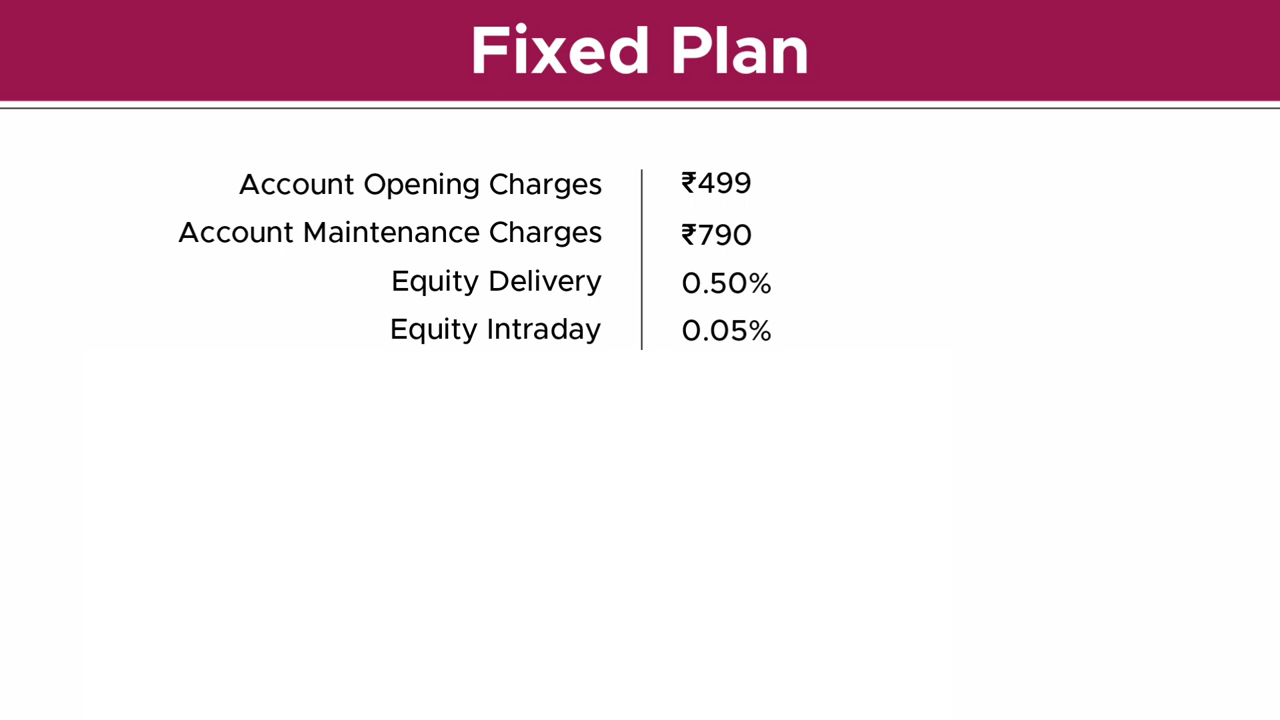 Fixed Plan
Account Opening Charges ₹499
Account Maintenance Charges ₹790
Equity Delivery 0.50%
Equity Intraday 0.05%